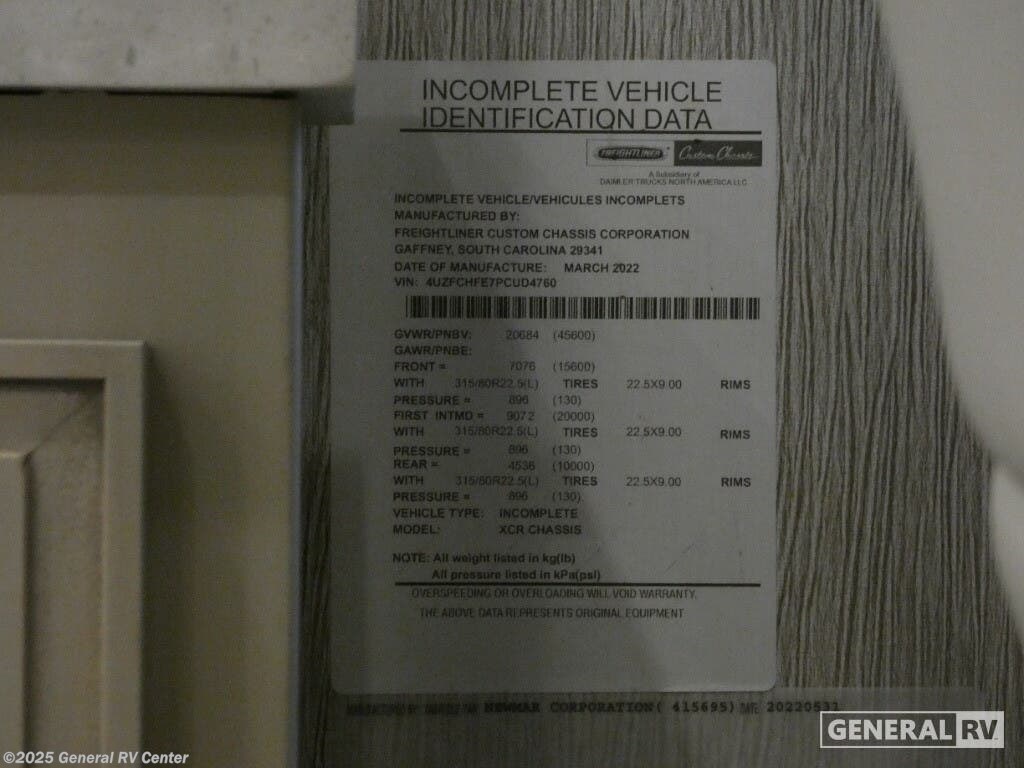 INCOMPLETE VEHICLE
IDENTIFICATION DATA
FREIGHTLINER Custom Chassis
A Subsidiary of
DAIMLER TRUCKS NORTH AMERICA LLC
INCOMPLETE VEHICLE/VEHICULES INCOMPLETS
MANUFACTURED BY:
FREIGHTLINER CUSTOM CHASSIS CORPORATION
GAFFNEY, SOUTH CAROLINA 29341
DATE OF MANUFACTURE: MARCH 2022
VIN: 4UZFCHFE7PCUD4760
GVWR/PNBV: 20684 (45600)
GAWR/PNBE:
FRONT = 7076 (15600)
WITH 315/80R22.5(L) TIRES 22.5X9.00 RIMS
PRESSURE = 896 (130)
FIRST INTMD = 9072 (20000)
WITH 315/80R22.5(L) TIRES 22.5X9.00 RIMS
PRESSURE = 896 (130)
REAR = 4536 (10000)
WITH 315/80R22.5(L) TIRES 22.5X9.00 RIMS
PRESSURE = 896 (130)
VEHICLE TYPE: INCOMPLETE
MODEL: XCR CHASSIS
NOTE: All weight listed in kg(lb)
All pressure listed in kPa(psi)
OVERSPEEDING OR OVERLOADING WILL VOID WARRANTY.
THE ABOVE DATA REPRESENTS ORIGINAL EQUIPMENT
NEWMAR CORPORATION( 415695) DATE 20220531
GENERAL RV
©2025 General RV Center